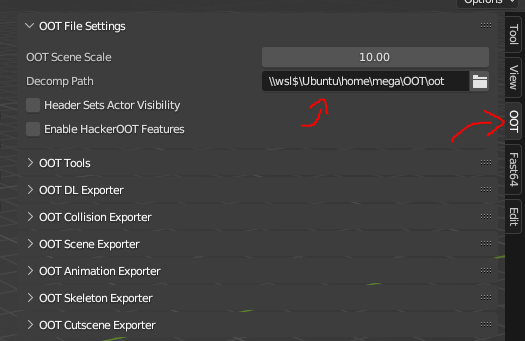 Options
OOT File Settings
OOT Scene Scale 10.00
Decomp Path \\wsl$\Ubuntu\home\mega\OOT\oot
Header Sets Actor Visibility
Enable HackerOOT Features
OOT Tools
OOT DL Exporter
OOT Collision Exporter
OOT Scene Exporter
OOT Animation Exporter
OOT Skeleton Exporter
OOT Cutscene Exporter
Tool
View
OOT
Fast64
Edit